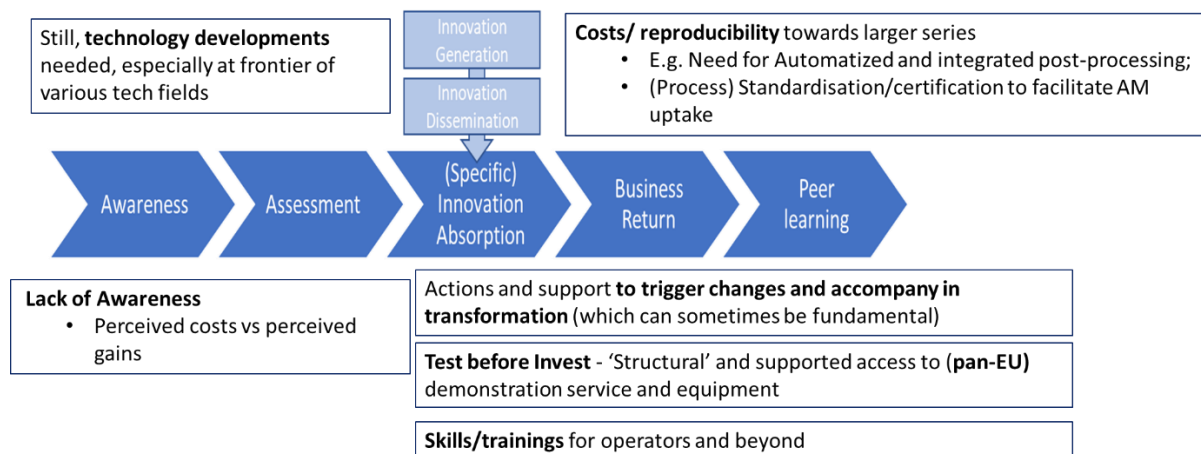 Still, technology developments
needed, especially at frontier of
various tech fields
Innovation
Generation
Innovation
Dissemination
Costs/ reproducibility towards larger series
• E.g. Need for Automatized and integrated post-processing;
• (Process) Standardisation/certification to facilitate AM
uptake
Awareness
Assessment
(Specific)
Innovation
Absorption
Business
Return
Peer
learning
Lack of Awareness
• Perceived costs vs perceived
gains
Actions and support to trigger changes and accompany in
transformation (which can sometimes be fundamental)
Test before Invest - ‘Structural’ and supported access to (pan-EU)
demonstration service and equipment
Skills/trainings for operators and beyond